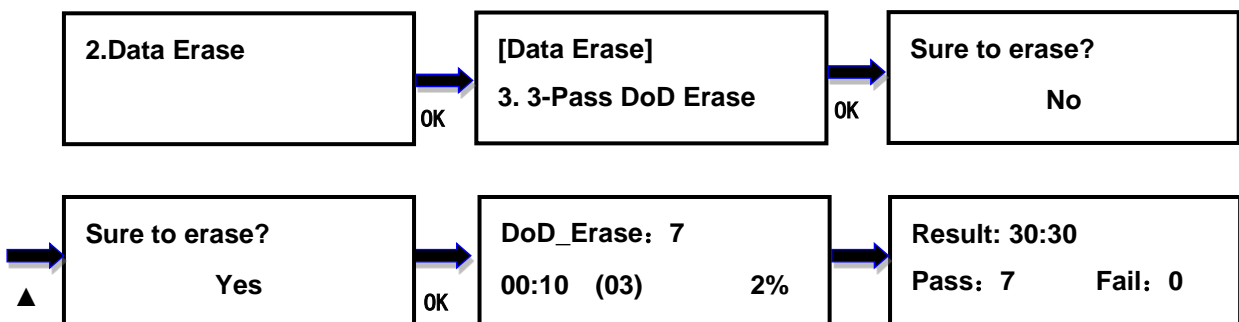 2.Data Erase
OK
[Data Erase]
3. 3-Pass DoD Erase
OK
Sure to erase?
No
▲
Sure to erase?
Yes
OK
DoD_Erase：7
00:10 (03) 2%
Result: 30:30
Pass：7 Fail：0